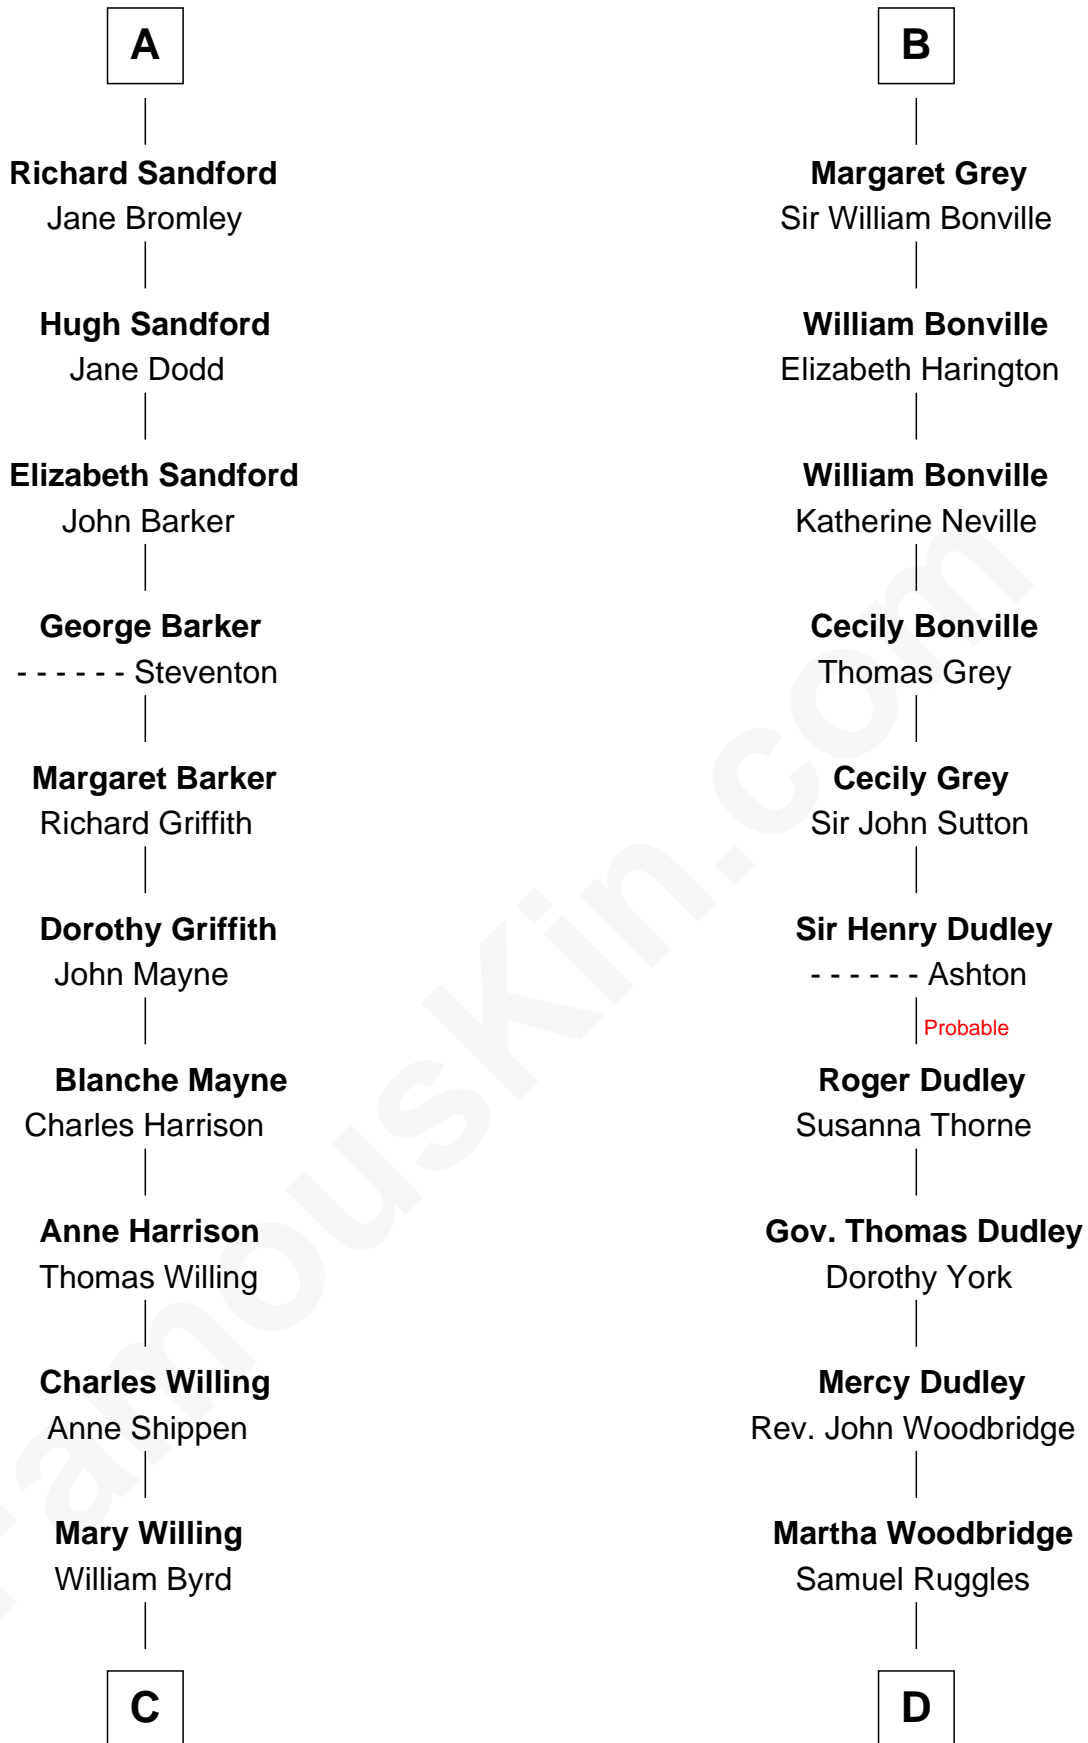 A
Richard Sandford
Jane Bromley
Hugh Sandford
Jane Dodd
Elizabeth Sandford
John Barker
George Barker
- - - - - - Steventon
Margaret Barker
Richard Griffith
Dorothy Griffith
John Mayne
Blanche Mayne
Charles Harrison
Anne Harrison
Thomas Willing
Charles Willing
Anne Shippen
Mary Willing
William Byrd
C
B
Margaret Grey
Sir William Bonville
William Bonville
Elizabeth Harington
William Bonville
Katherine Neville
Cecily Bonville
Thomas Grey
Cecily Grey
Sir John Sutton
Sir Henry Dudley
- - - - - - Ashton
Probable
Roger Dudley
Susanna Thorne
Gov. Thomas Dudley
Dorothy York
Mercy Dudley
Rev. John Woodbridge
Martha Woodbridge
Samuel Ruggles
D
FamousKin.com